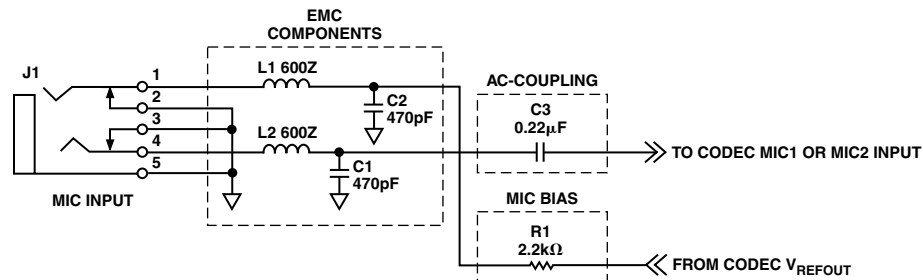 EMC
COMPONENTS
J1
1
L1 600Z
AC-COUPLING
2
C2
470pF
C3
0.22μF
3
L2 600Z
4
TO CODEC MIC1 OR MIC2 INPUT
5
C1
470pF
MIC INPUT
MIC BIAS
R1
2.2kΩ
FROM CODEC VREFOUT